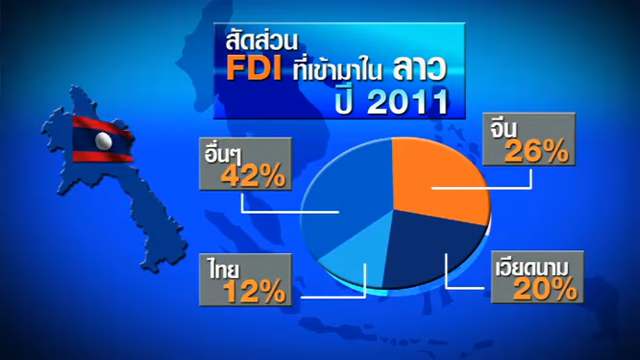 สัดส่วน
FDI ที่เข้ามาใน ลาว
ปี 2011
จีน
26%
อื่นๆ
42%
ไทย
12%
เวียดนาม
20%